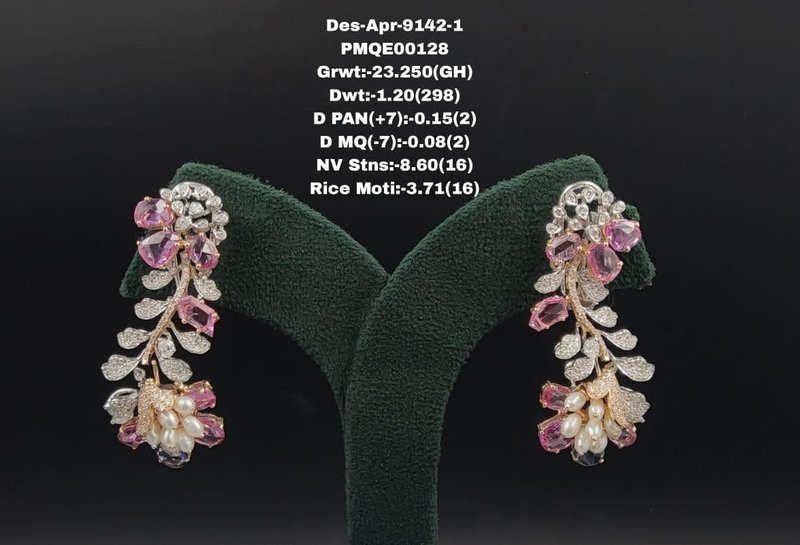 Des-Apr-9142-1
PMQE00128
Grwt:-23.250(GH)
Dwt:-1.20(298)
D PAN(+7):-0.15(2)
D MQ(-7):-0.08(2)
NV Stns:-8.60(16)
Rice Moti:-3.71(16)